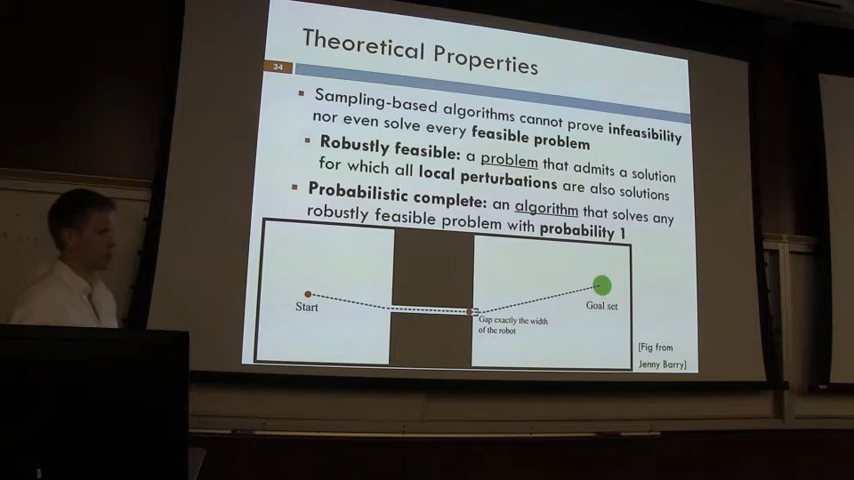 Theoretical Properties
34
Sampling-based algorithms cannot prove infeasibility
nor even solve every feasible problem
Robustly feasible: a problem that admits a solution
for which all local perturbations are also solutions
Probabilistic complete: an algorithm that solves any
robustly feasible problem with probability 1
Start
Gap exactly the width
of the robot
Goal set
[Fig from
Jenny Barry]